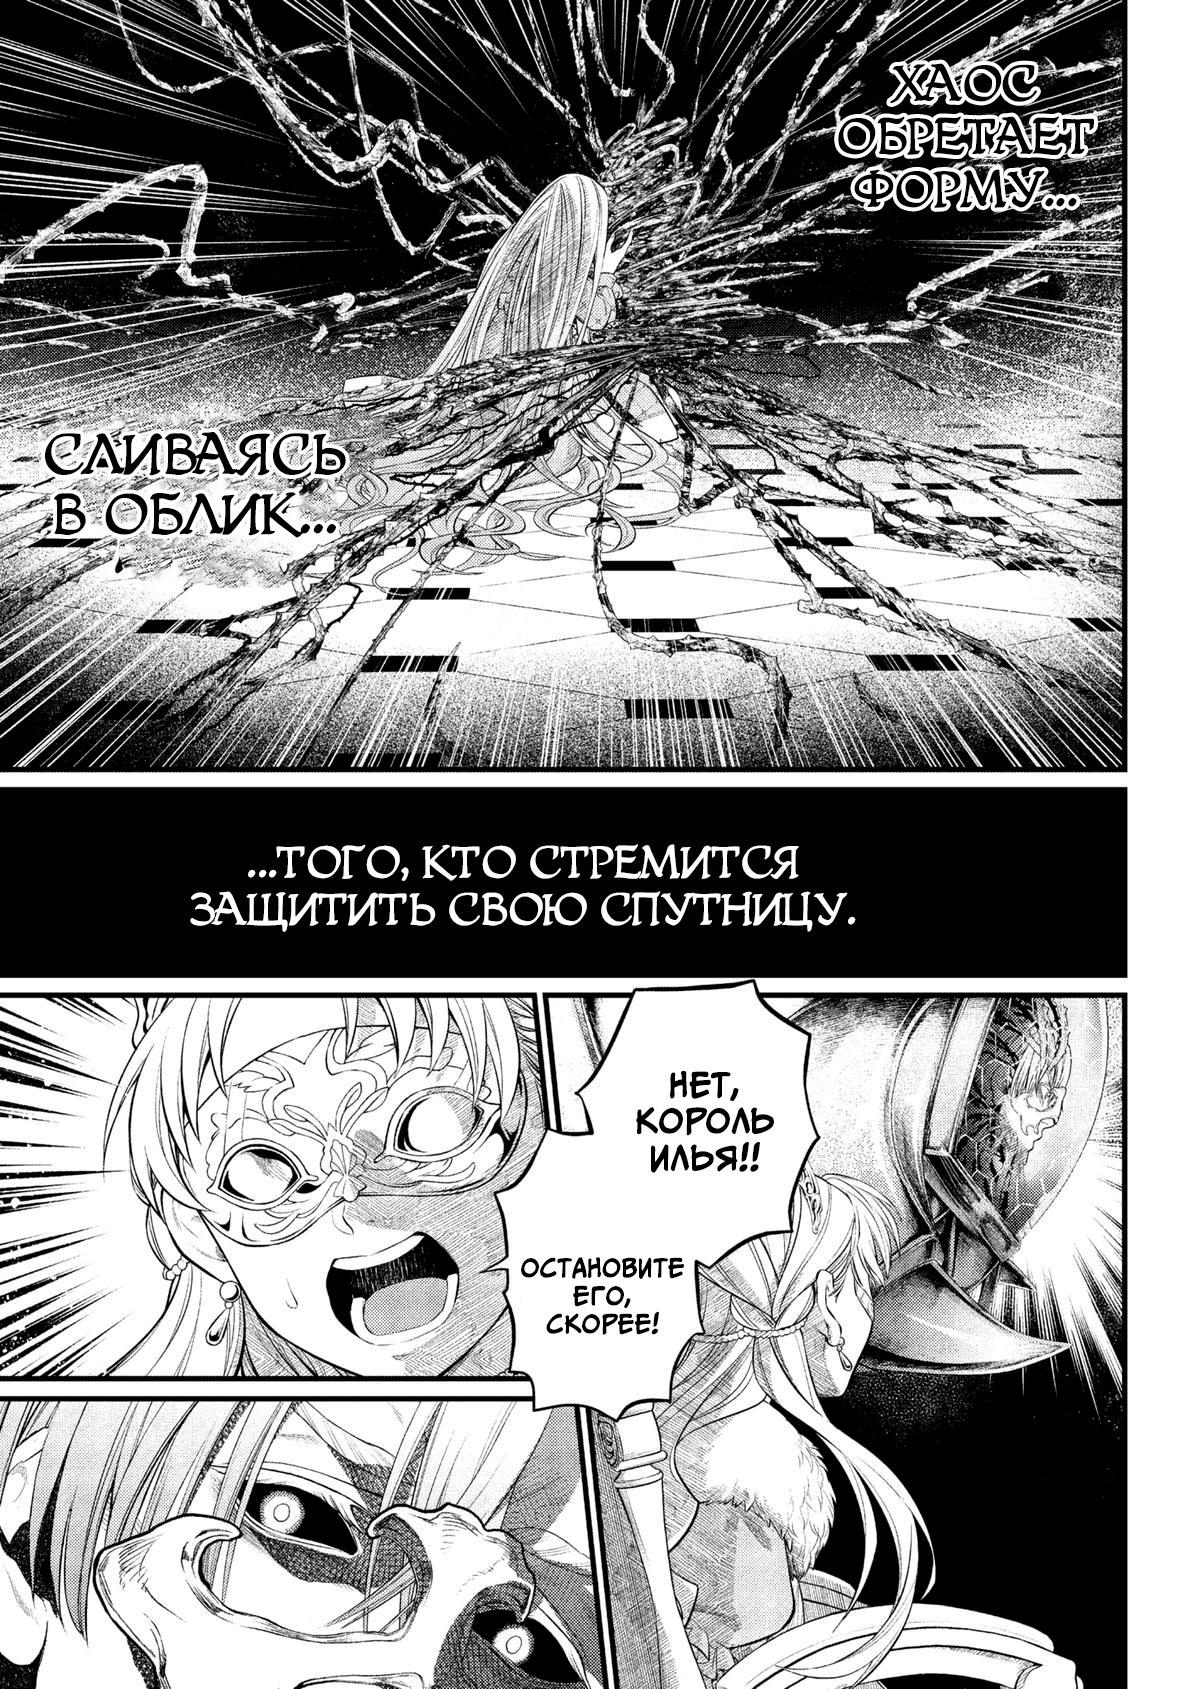 ХАОС
ОБРЕТАЕТ
ФОРМУ...
СЛИВАЯСЬ
В ОБЛИК...
...ТОГО, КТО СТРЕМИТСЯ
ЗАЩИТИТЬ СВОЮ СПУТНИЦУ.
НЕТ,
КОРОЛЬ
ИЛЬЯ!!
ОСТАНОВИТЕ
ЕГО,
СКОРЕЕ!